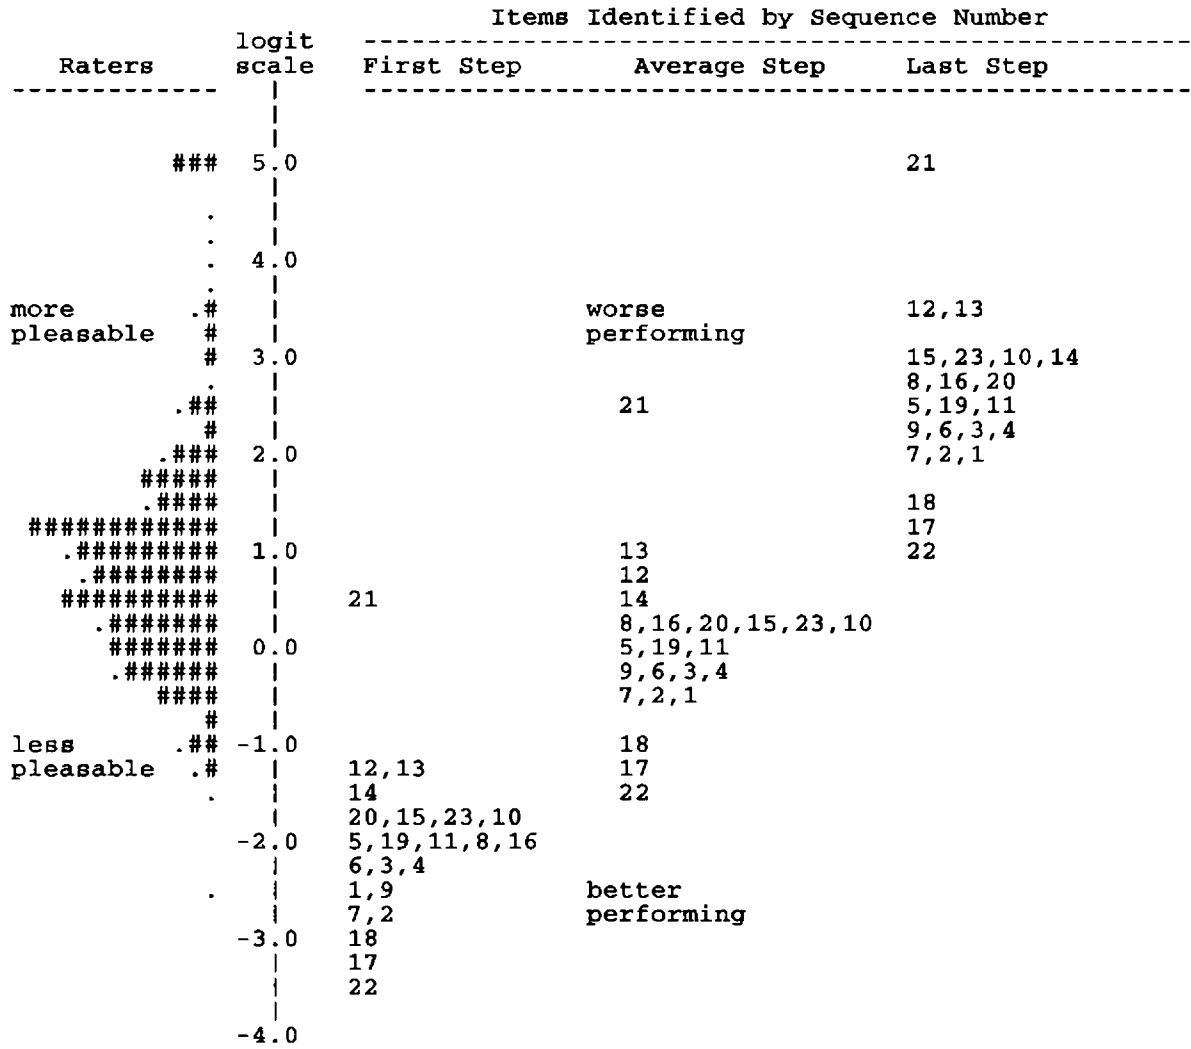 Items Identified by Sequence Number
logit -----------------------------------------------------
Raters scale First Step Average Step Last Step
------------- | -----------------------------------------------------
|
|
### 5.0 21
|
. |
. |
. 4.0
. |
more .# | worse 12,13
pleasable # | performing
# 3.0 15,23,10,14
. | 8,16,20
.## | 21 5,19,11
# | 9,6,3,4
.### 2.0 7,2,1
##### |
.#### | 18
############ | 17
.######### 1.0 13 22
.######## | 12
########## | 21 14
.####### | 8,16,20,15,23,10
####### 0.0 5,19,11
.###### | 9,6,3,4
#### | 7,2,1
# |
less .## -1.0 18
pleasable .# | 12,13 17
. | 14 22
| 20,15,23,10
-2.0 5,19,11,8,16
| 6,3,4
. | 1,9 better
| 7,2 performing
-3.0 18
| 17
| 22
|
-4.0